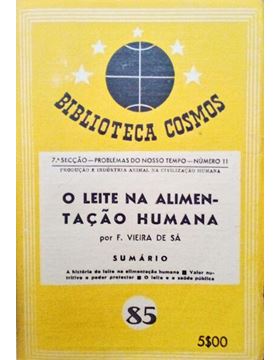 BIBLIOTECA COSMOS
7.ª SECÇÃO — PROBLEMAS DO NOSSO TEMPO — NÚMERO 11
PRODUÇÃO E INDÚSTRIA ANIMAL NA CIVILIZAÇÃO HUMANA
O LEITE NA ALIMEN-
TAÇÃO HUMANA
por F. VIEIRA DE SÁ
SUMÁRIO
A história do leite na alimentação humana ■ Valor nu-
tritivo e poder protector ■ O leite e a saúde pública
85
5$00